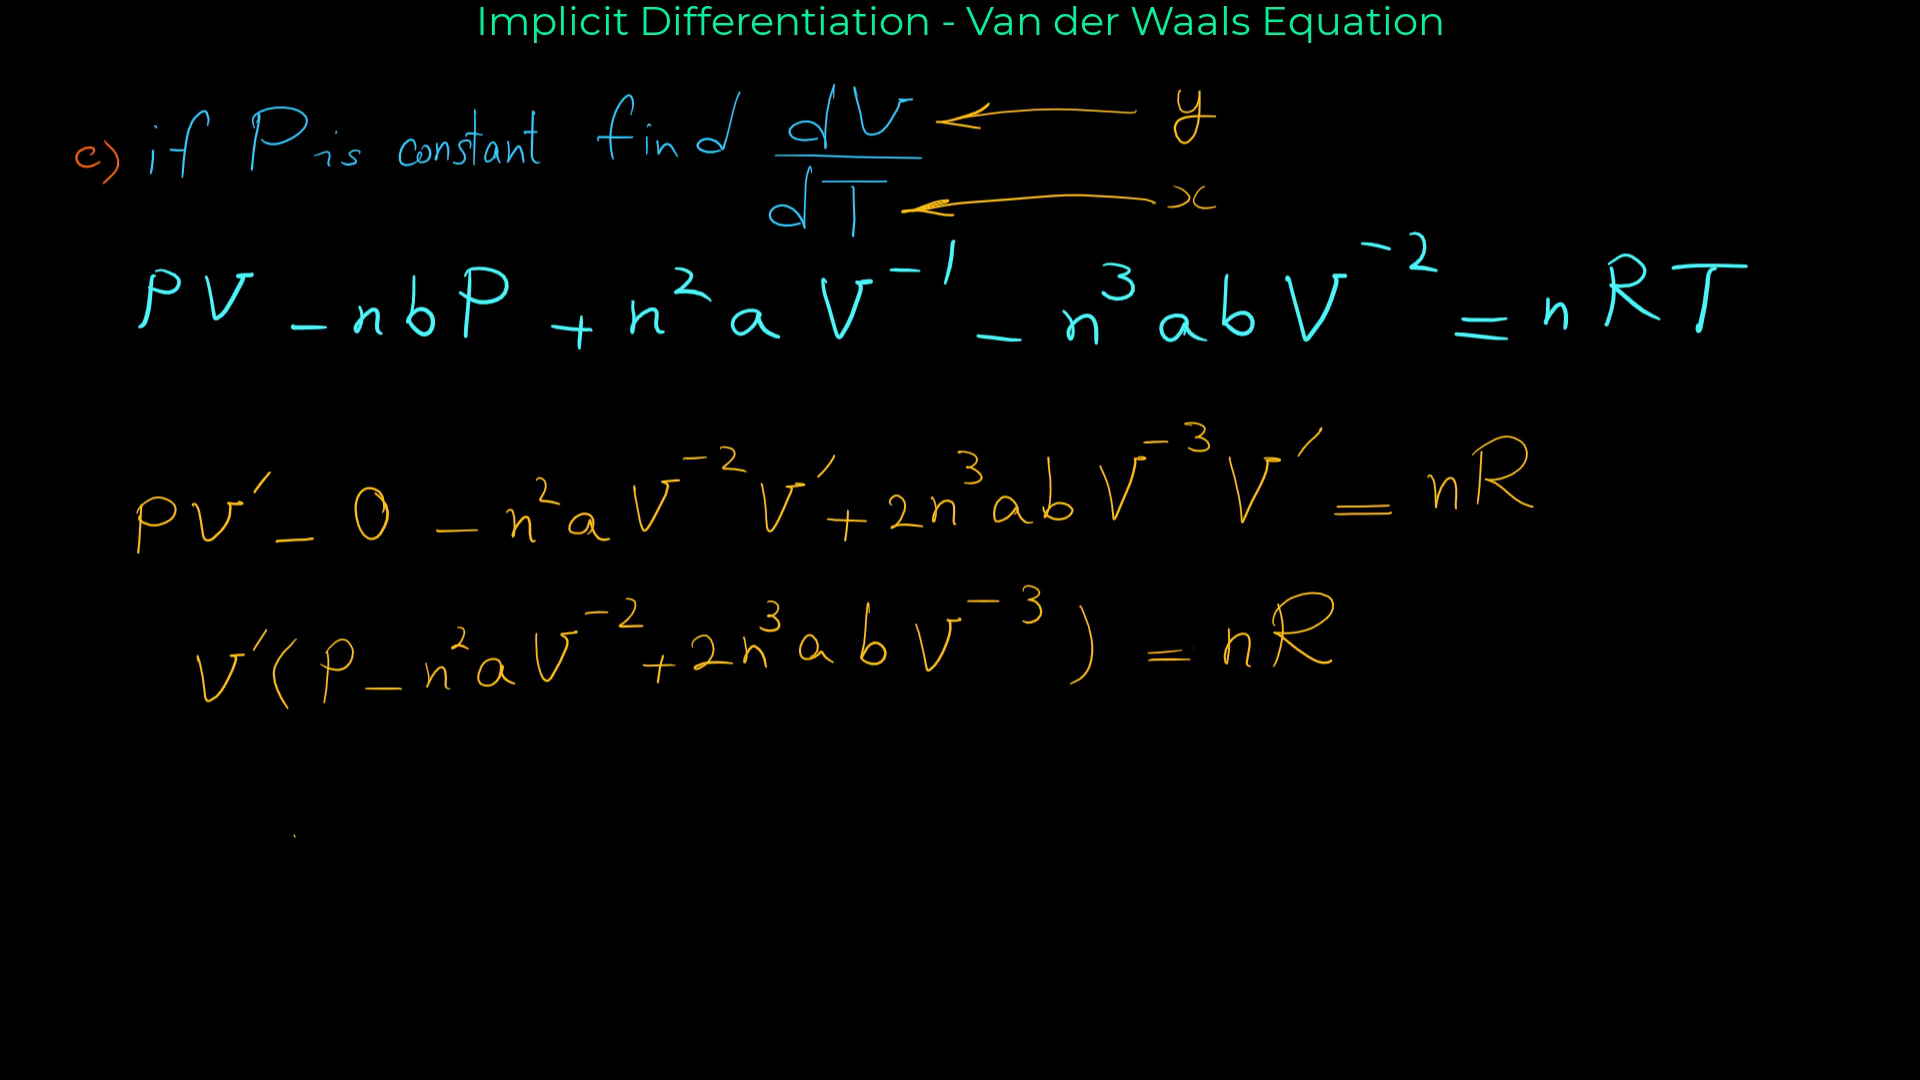 Implicit Differentiation - Van der Waals Equation
c) if P is constant find dV/dT ← y ← x
PV - nbP + n²aV⁻¹ - n³abV⁻² = nRT
PV′ - 0 - n²aV⁻²V′ + 2n³abV⁻³V′ = nR
V′(P - n²aV⁻² + 2n³abV⁻³) = nR